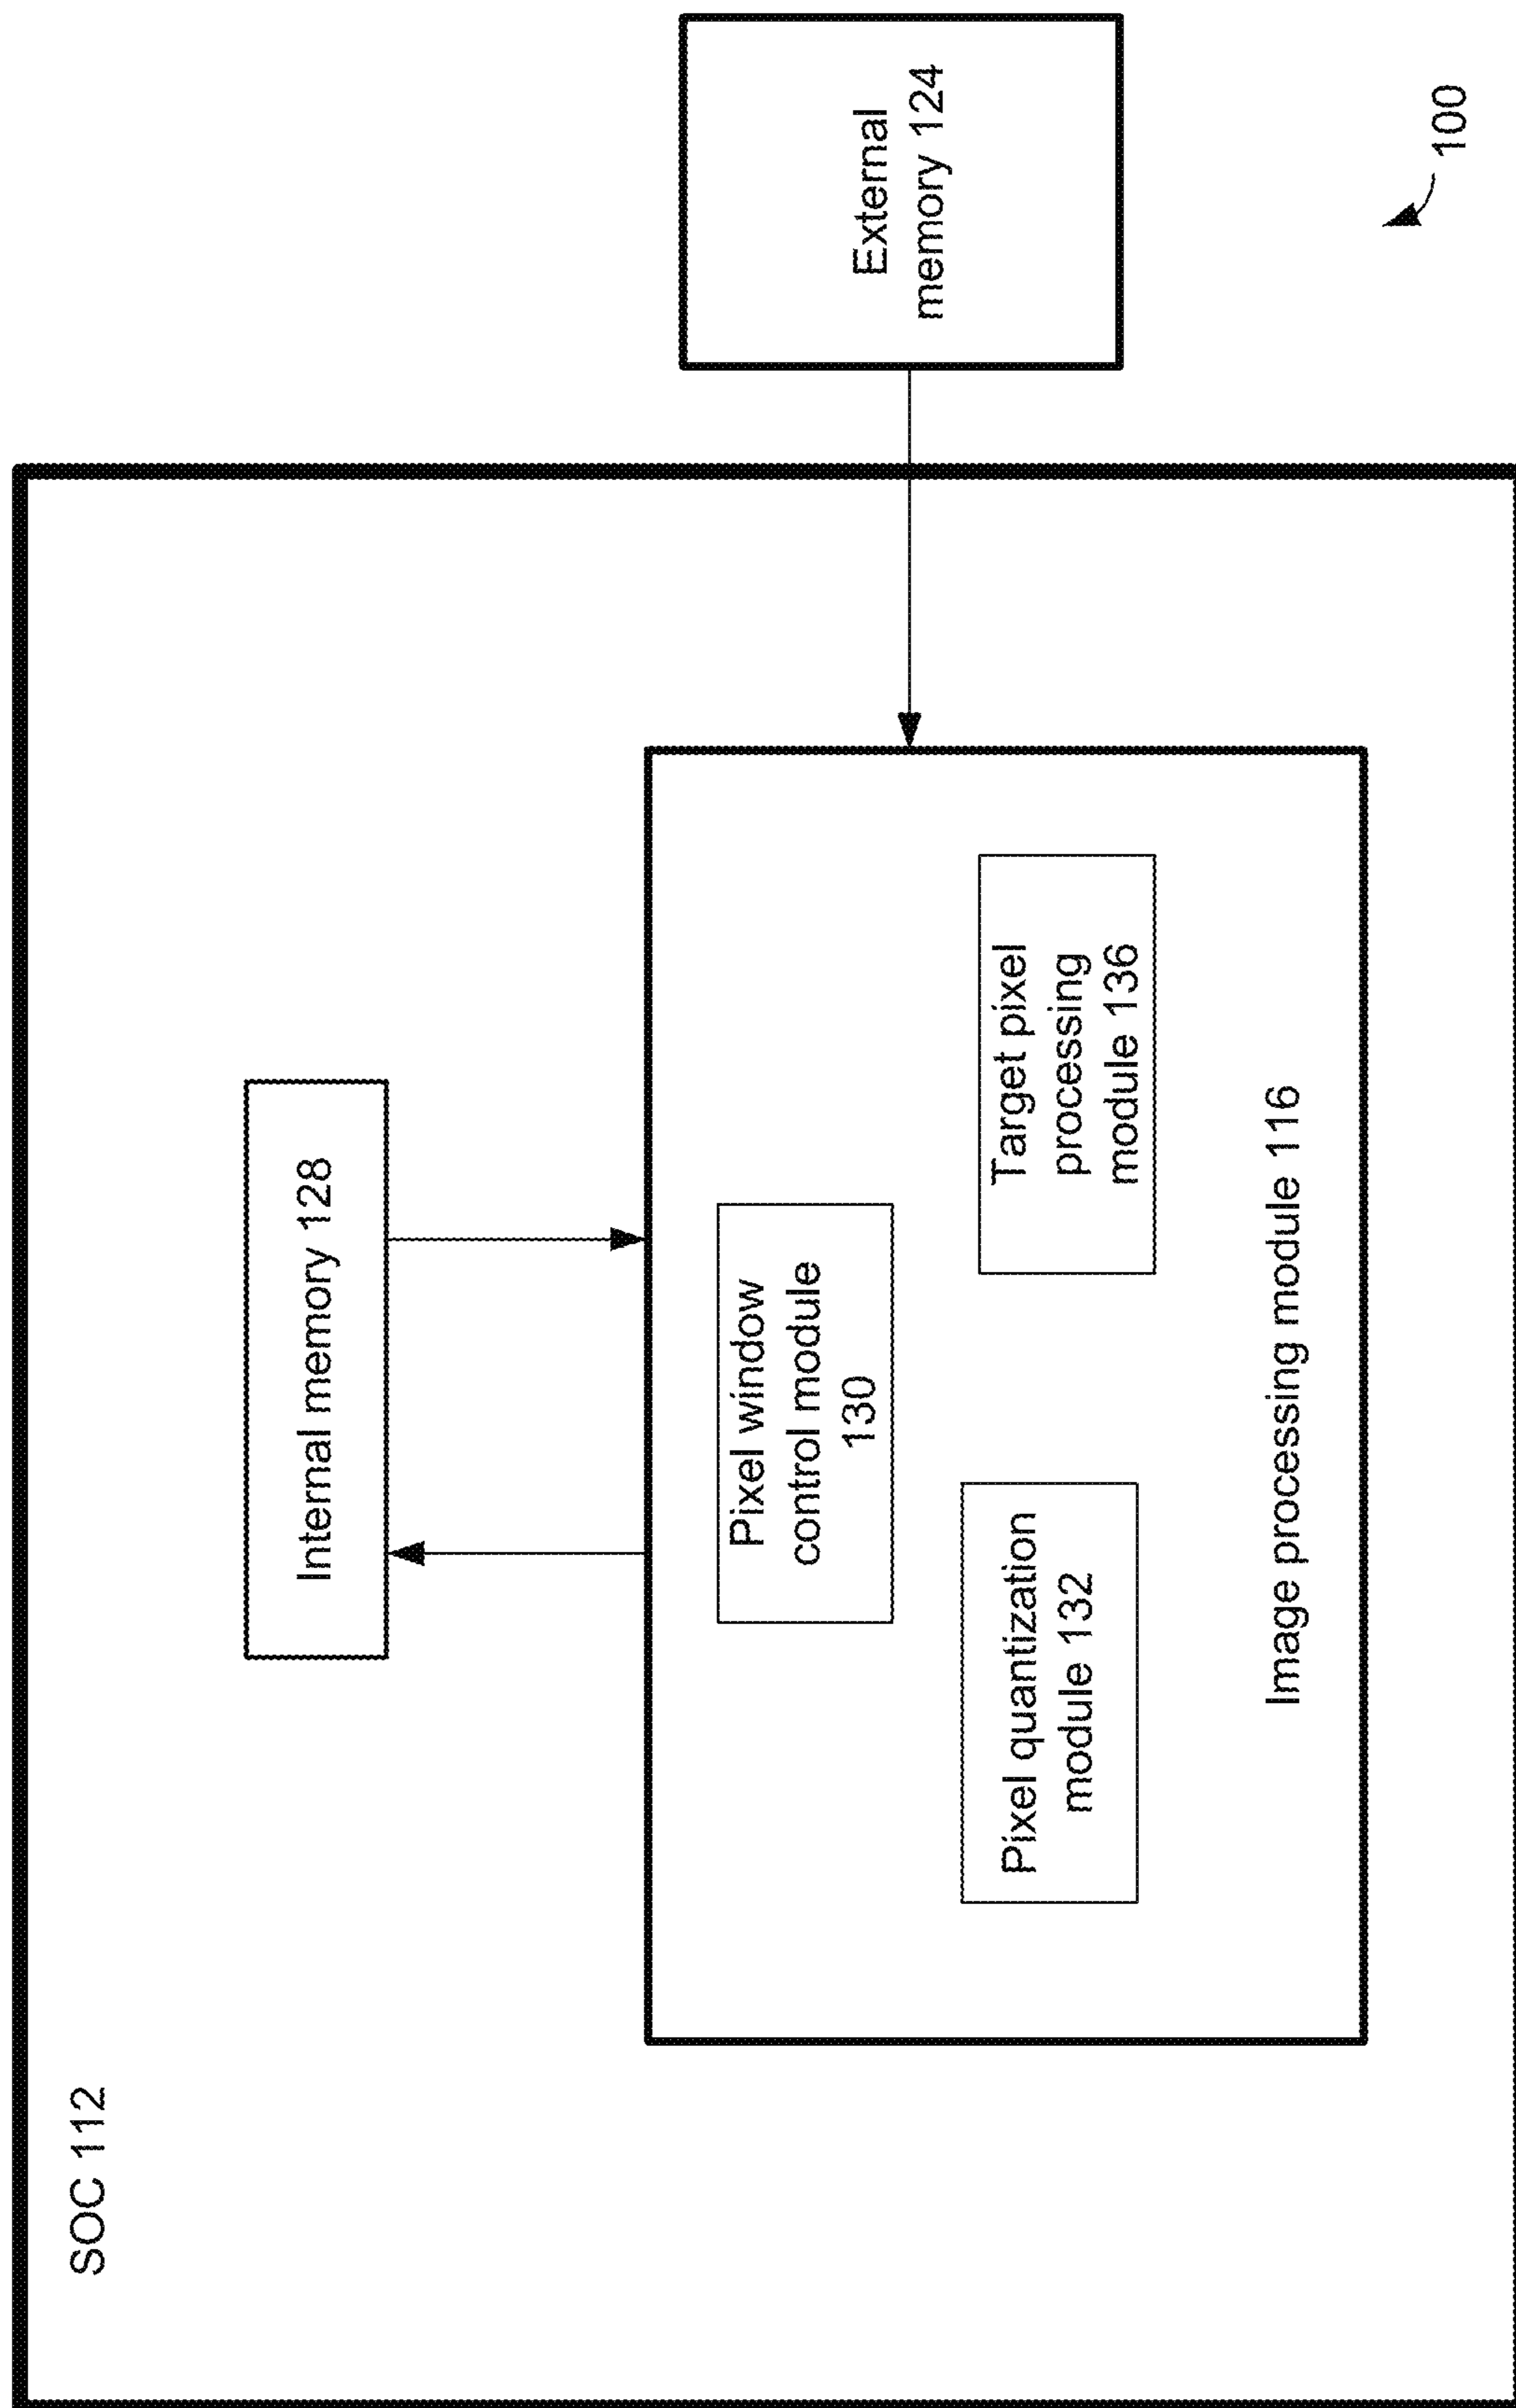 SOC 112
Internal memory 128
Pixel window
control module
130
Pixel quantization
module 132
Target pixel
processing
module 136
Image processing module 116
External
memory 124
100